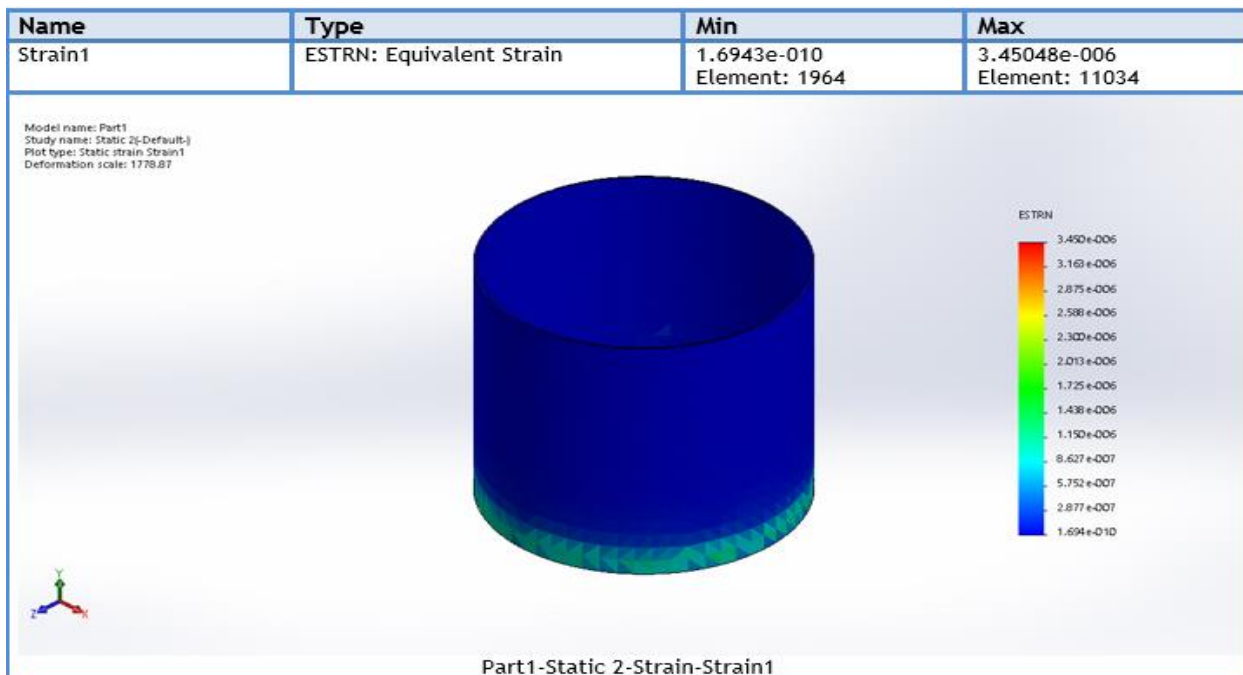 Name Type Min Max
Strain1 ESTRN: Equivalent Strain 1.6943e-010 3.45048e-006
Element: 1964 Element: 11034
Model name: Part1
Study name: Static 2(-Default-)
Plot type: Static strain Strain1
Deformation scale: 1778.87
ESTRN
3.450e-006
3.163e-006
2.875e-006
2.588e-006
2.300e-006
2.013e-006
1.725e-006
1.438e-006
1.150e-006
8.627e-007
5.752e-007
2.877e-007
1.694e-010
Y
Z X
Part1-Static 2-Strain-Strain1